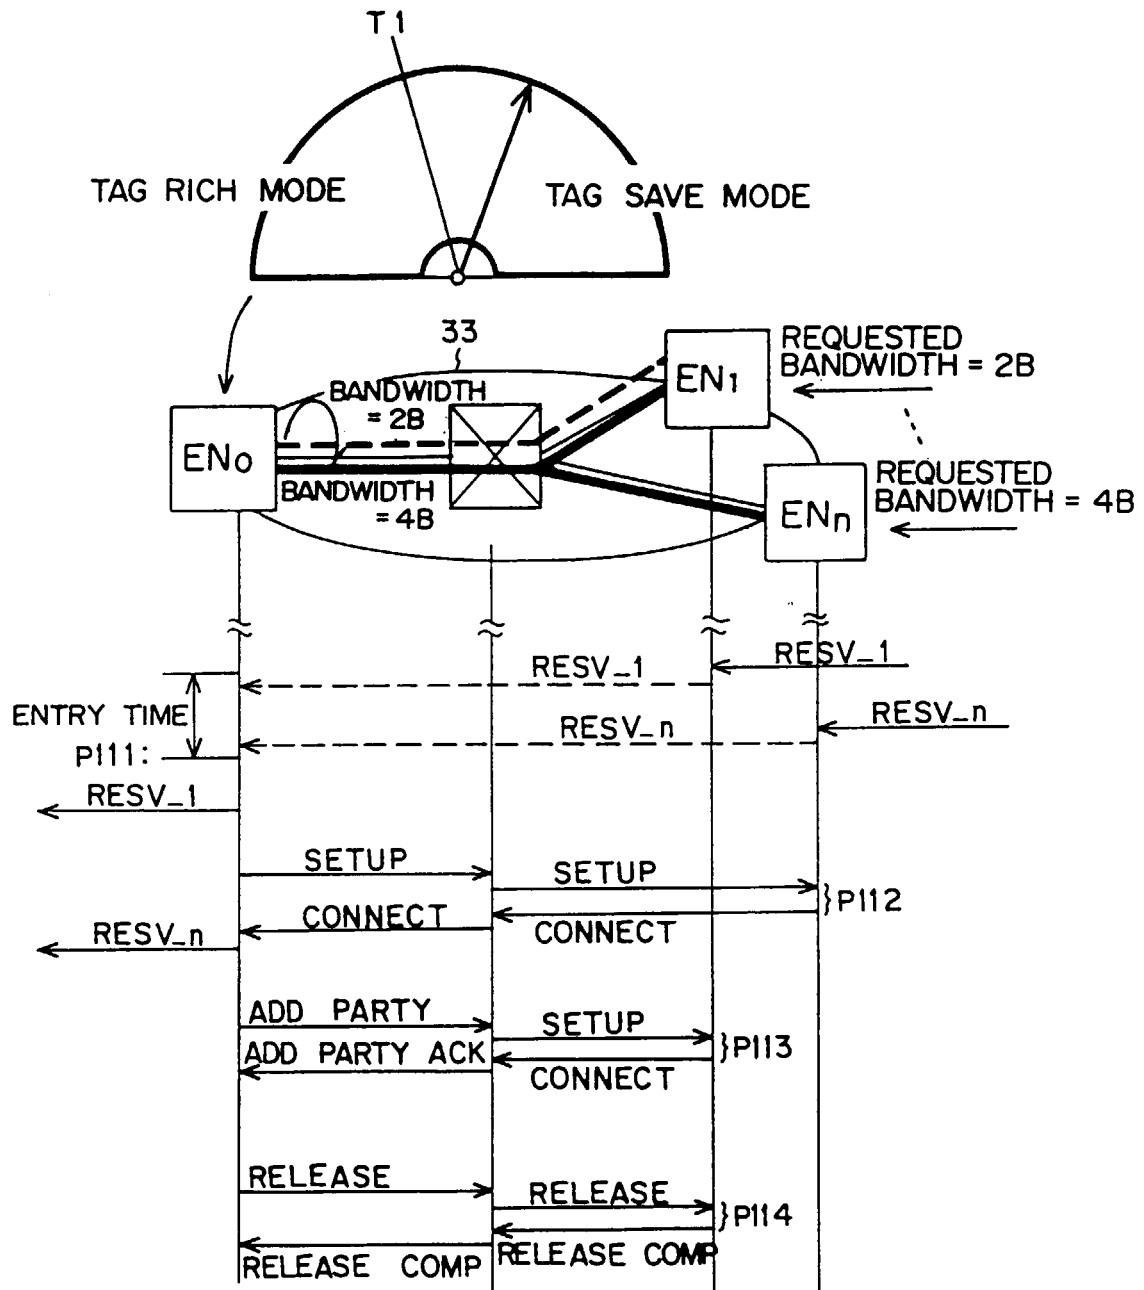 T1
TAG RICH MODE
TAG SAVE MODE
33
REQUESTED
BANDWIDTH = 2B
EN1
BANDWIDTH
= 2B
EN0
BANDWIDTH
=4B
REQUESTED
BANDWIDTH = 4B
ENn
RESV_1
RESV_1
ENTRY TIME
RESV_n
RESV_n
P111:
RESV_1
SETUP
SETUP
P112
CONNECT
CONNECT
RESV_n
ADD PARTY
SETUP
P113
ADD PARTY ACK
CONNECT
RELEASE
RELEASE
P114
RELEASE COMP
RELEASE COMP